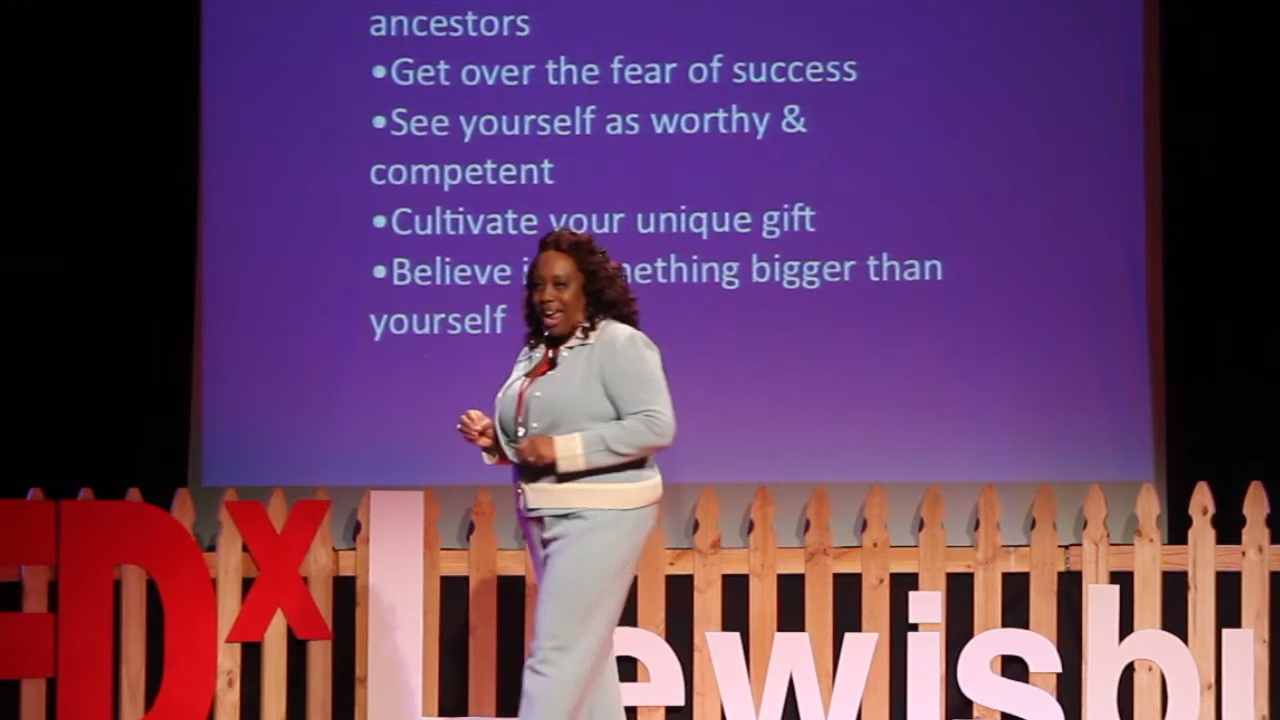 ancestors
•Get over the fear of success
•See yourself as worthy &
competent
•Cultivate your unique gift
•Believe bigger than
yourself
EDx Lewisbu